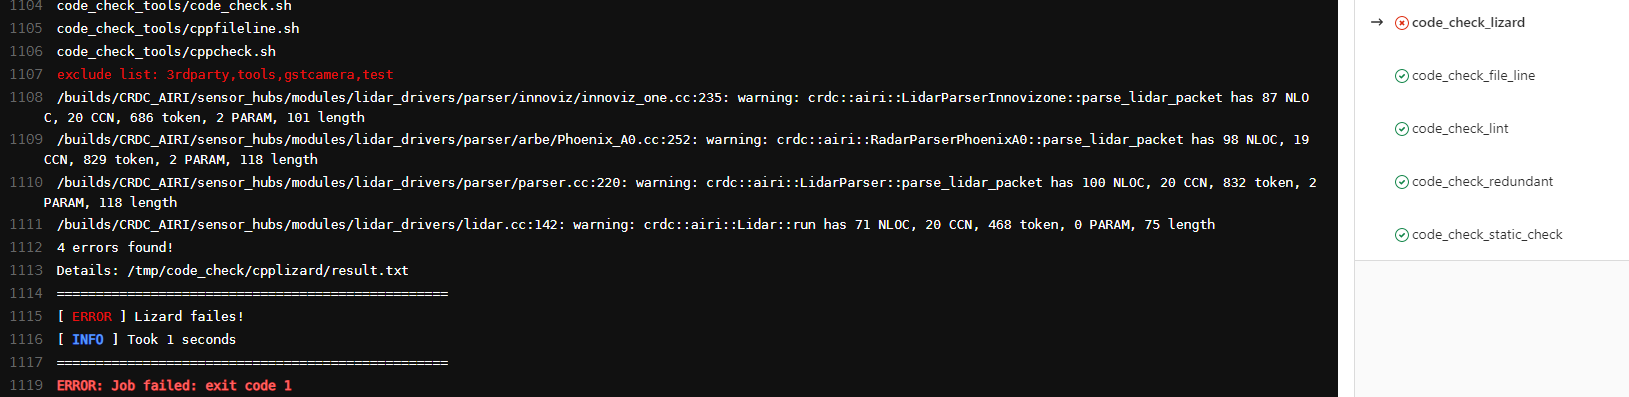 1104 code_check_tools/code_check.sh
1105 code_check_tools/cppfileline.sh
1106 code_check_tools/cppcheck.sh
1107 exclude list: 3rdparty,tools,gstcamera,test
1108 /builds/CRDC_AIRI/sensor_hubs/modules/lidar_drivers/parser/innoviz/innoviz_one.cc:235: warning: crdc::airi::LidarParserInnovizone::parse_lidar_packet has 87 NLO
C, 20 CCN, 686 token, 2 PARAM, 101 length
1109 /builds/CRDC_AIRI/sensor_hubs/modules/lidar_drivers/parser/arbe/Phoenix_A0.cc:252: warning: crdc::airi::RadarParserPhoenixA0::parse_lidar_packet has 98 NLOC, 19
CCN, 829 token, 2 PARAM, 118 length
1110 /builds/CRDC_AIRI/sensor_hubs/modules/lidar_drivers/parser/parser.cc:220: warning: crdc::airi::LidarParser::parse_lidar_packet has 100 NLOC, 20 CCN, 832 token, 2
PARAM, 118 length
1111 /builds/CRDC_AIRI/sensor_hubs/modules/lidar_drivers/lidar.cc:142: warning: crdc::airi::Lidar::run has 71 NLOC, 20 CCN, 468 token, 0 PARAM, 75 length
1112 4 errors found!
1113 Details: /tmp/code_check/cpplizard/result.txt
1114 ==================================================
1115 [ ERROR ] Lizard failes!
1116 [ INFO ] Took 1 seconds
1117 ==================================================
1119 ERROR: Job failed: exit code 1
→ code_check_lizard
code_check_file_line
code_check_lint
code_check_redundant
code_check_static_check